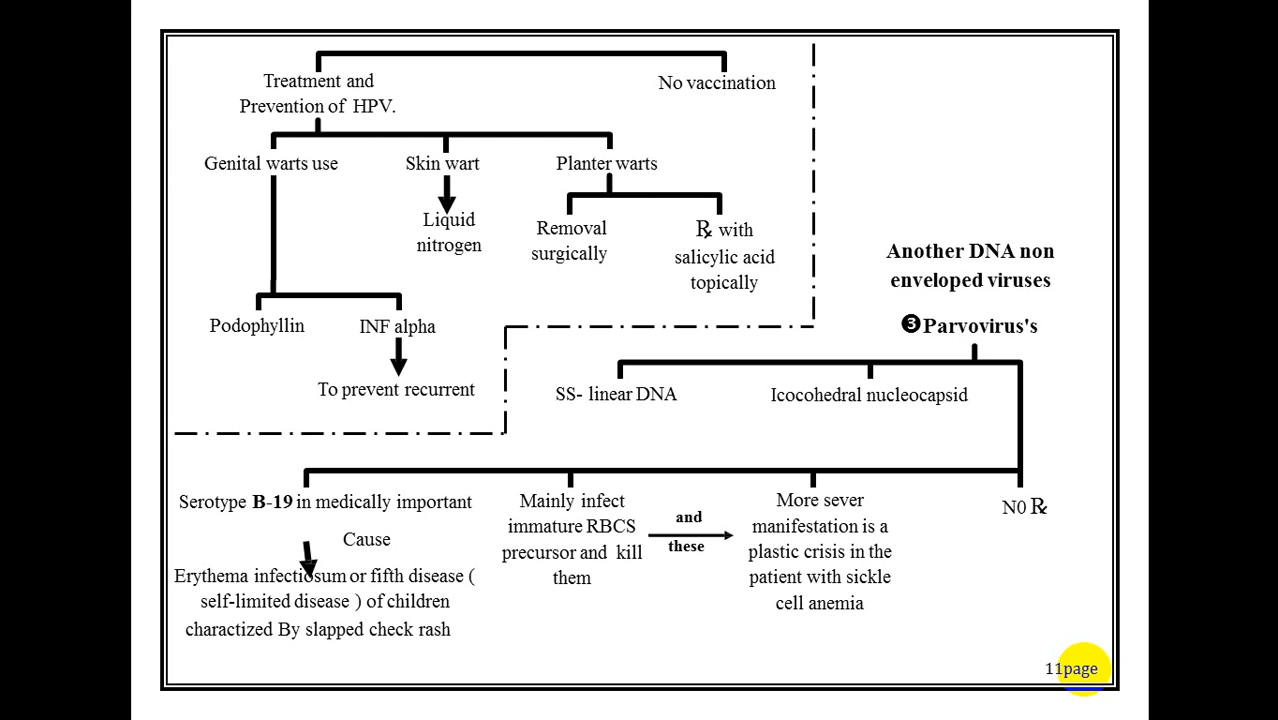 Treatment and
Prevention of HPV.
No vaccination
Genital warts use
Skin wart
Planter warts
Liquid
nitrogen
Removal
surgically
℞ with
salicylic acid
topically
Podophyllin
INF alpha
To prevent recurrent
Another DNA non
enveloped viruses
❸Parvovirus's
SS- linear DNA
Icocohedral nucleocapsid
Serotype B-19 in medically important
Cause
Erythema infectiosum or fifth disease (
self-limited disease ) of children
charactized By slapped check rash
Mainly infect
immature RBCS
precursor and kill
them
and
these
More sever
manifestation is a
plastic crisis in the
patient with sickle
cell anemia
N0 ℞
11page